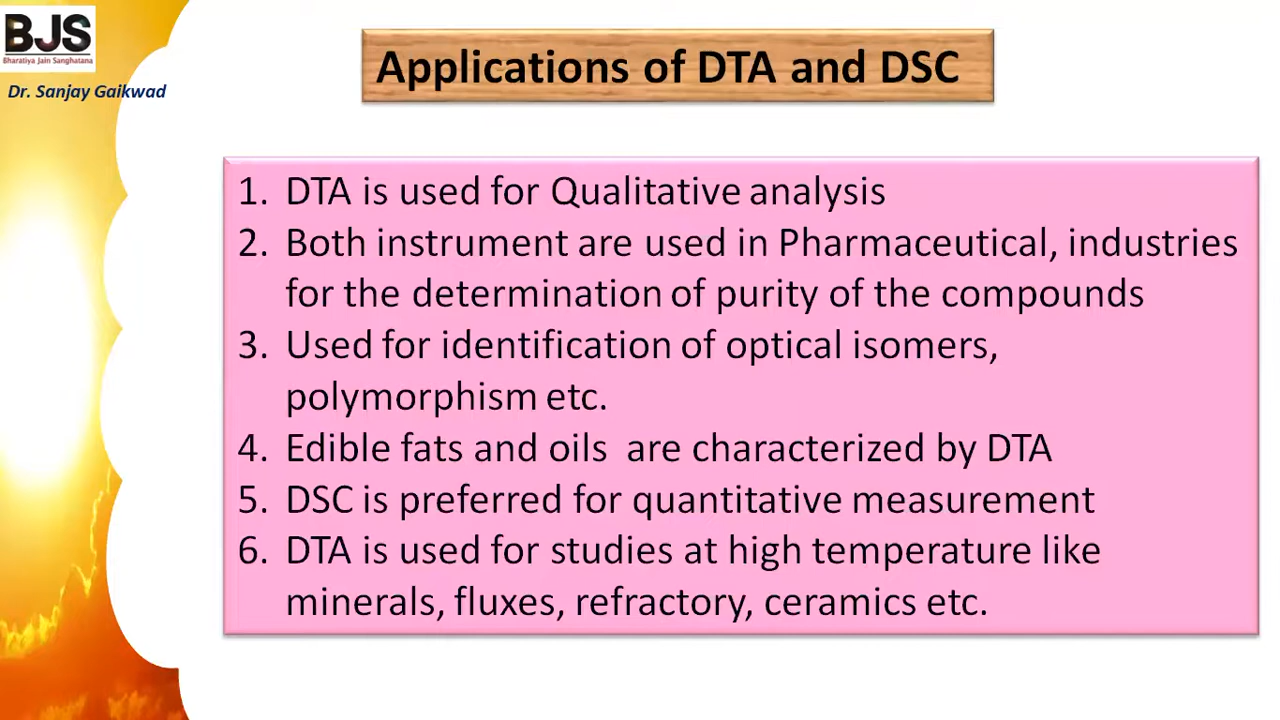 BJS
Bharatiya Jain Sanghatana
Dr. Sanjay Gaikwad
Applications of DTA and DSC
1. DTA is used for Qualitative analysis
2. Both instrument are used in Pharmaceutical, industries
for the determination of purity of the compounds
3. Used for identification of optical isomers,
polymorphism etc.
4. Edible fats and oils are characterized by DTA
5. DSC is preferred for quantitative measurement
6. DTA is used for studies at high temperature like
minerals, fluxes, refractory, ceramics etc.